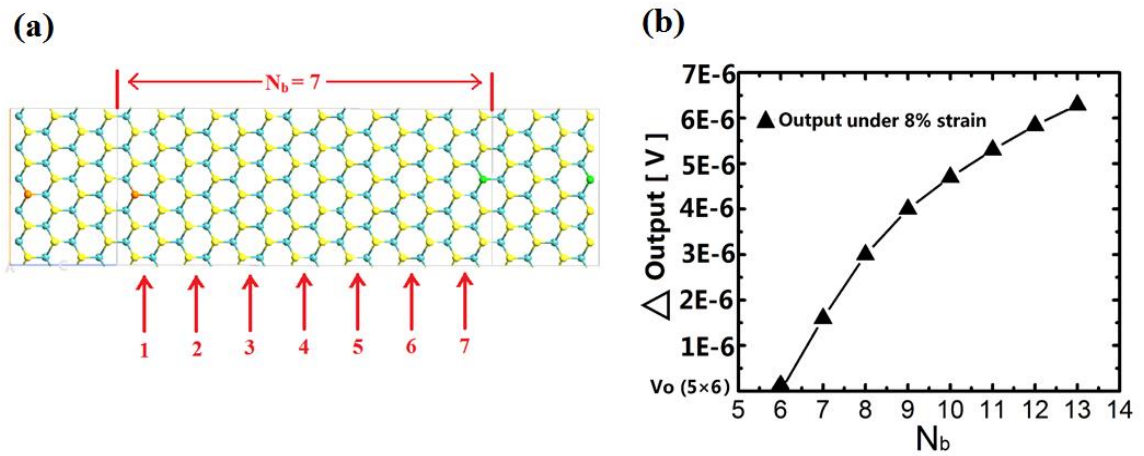 (a)
N_b = 7
1 2 3 4 5 6 7
A C
(b)
7E-6
6E-6
5E-6
4E-6
3E-6
2E-6
1E-6
Vo (5×6)
△ Output [ V ]
▲ Output under 8% strain
5 6 7 8 9 10 11 12 13 14
N_b